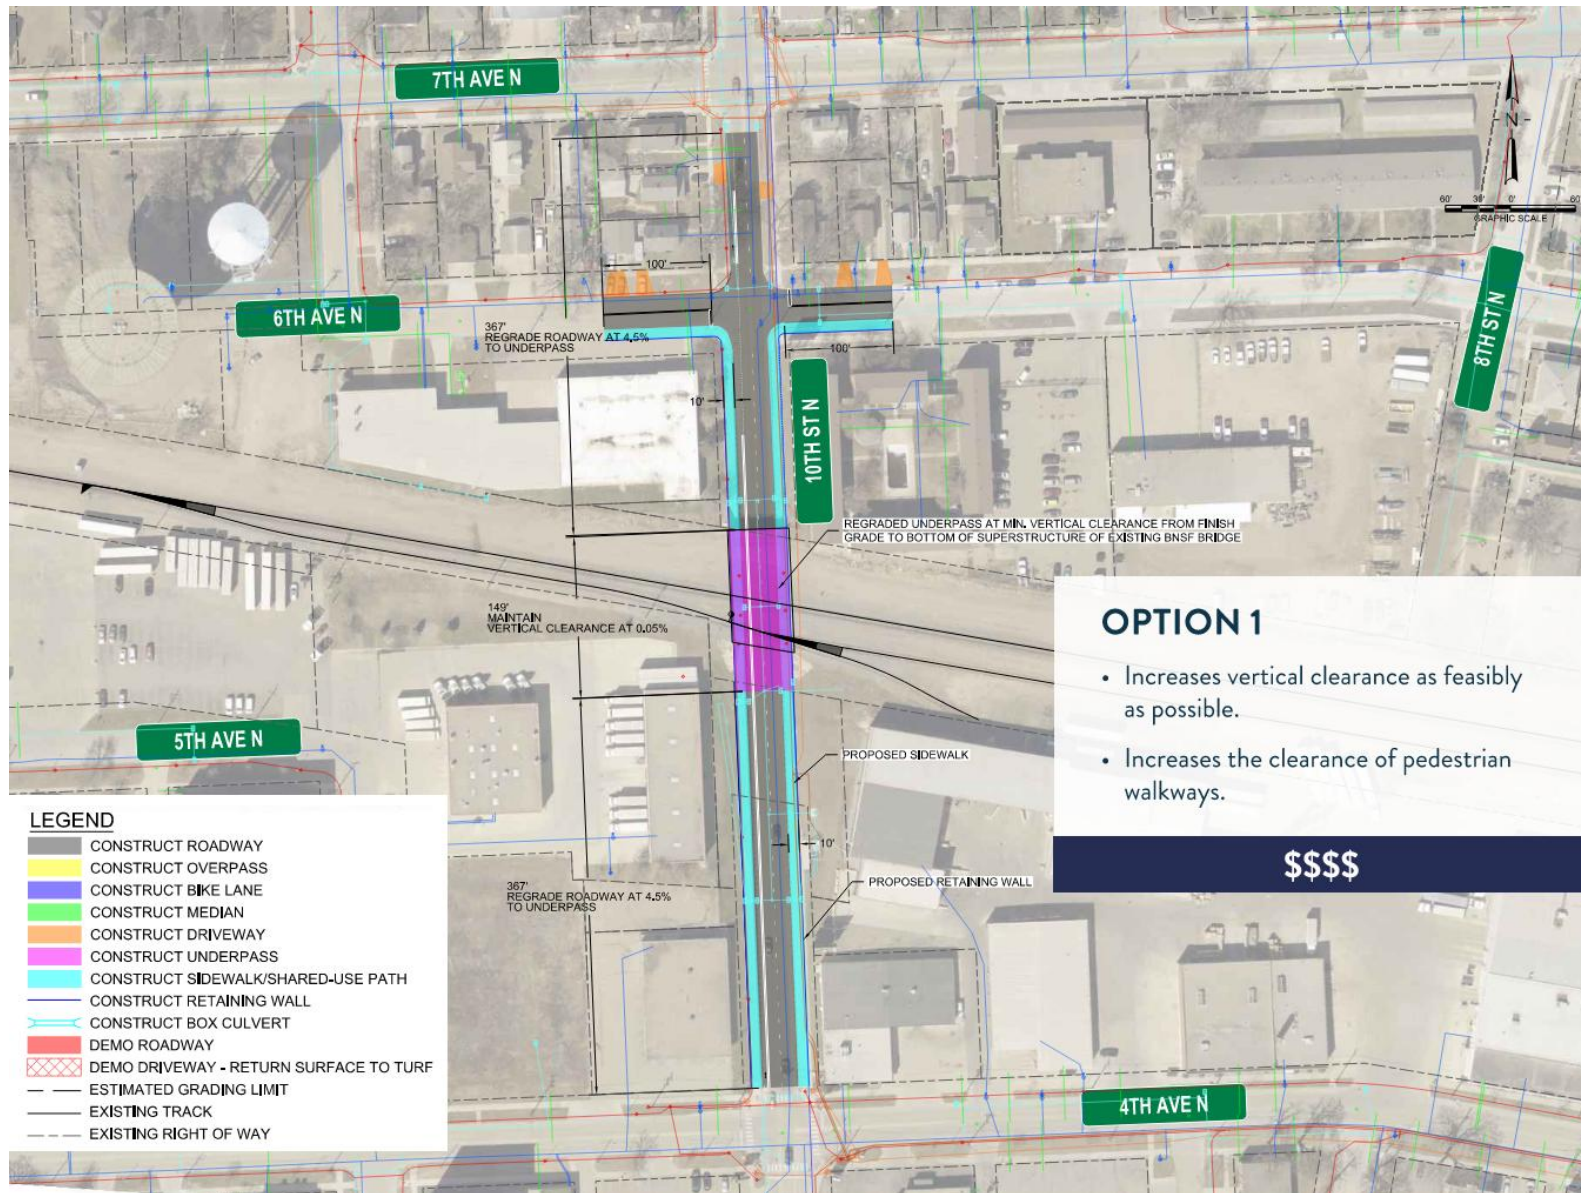 7TH AVE N
N
60' 30' 0' 60'
GRAPHIC SCALE
100'
6TH AVE N
367'
REGRADE ROADWAY AT 4.5%
TO UNDERPASS
8TH ST N
100'
10'
10TH ST N
REGRADED UNDERPASS AT MIN. VERTICAL CLEARANCE FROM FINISH
GRADE TO BOTTOM OF SUPERSTRUCTURE OF EXISTING BNSF BRIDGE
149'
MAINTAIN
VERTICAL CLEARANCE AT 0.05%
OPTION 1
• Increases vertical clearance as feasibly
as possible.
• Increases the clearance of pedestrian
walkways.
$$$$
5TH AVE N
PROPOSED SIDEWALK
10'
PROPOSED RETAINING WALL
367'
REGRADE ROADWAY AT 4.5%
TO UNDERPASS
LEGEND
CONSTRUCT ROADWAY
CONSTRUCT OVERPASS
CONSTRUCT BIKE LANE
CONSTRUCT MEDIAN
CONSTRUCT DRIVEWAY
CONSTRUCT UNDERPASS
CONSTRUCT SIDEWALK/SHARED-USE PATH
CONSTRUCT RETAINING WALL
CONSTRUCT BOX CULVERT
DEMO ROADWAY
DEMO DRIVEWAY - RETURN SURFACE TO TURF
ESTIMATED GRADING LIMIT
EXISTING TRACK
EXISTING RIGHT OF WAY
4TH AVE N